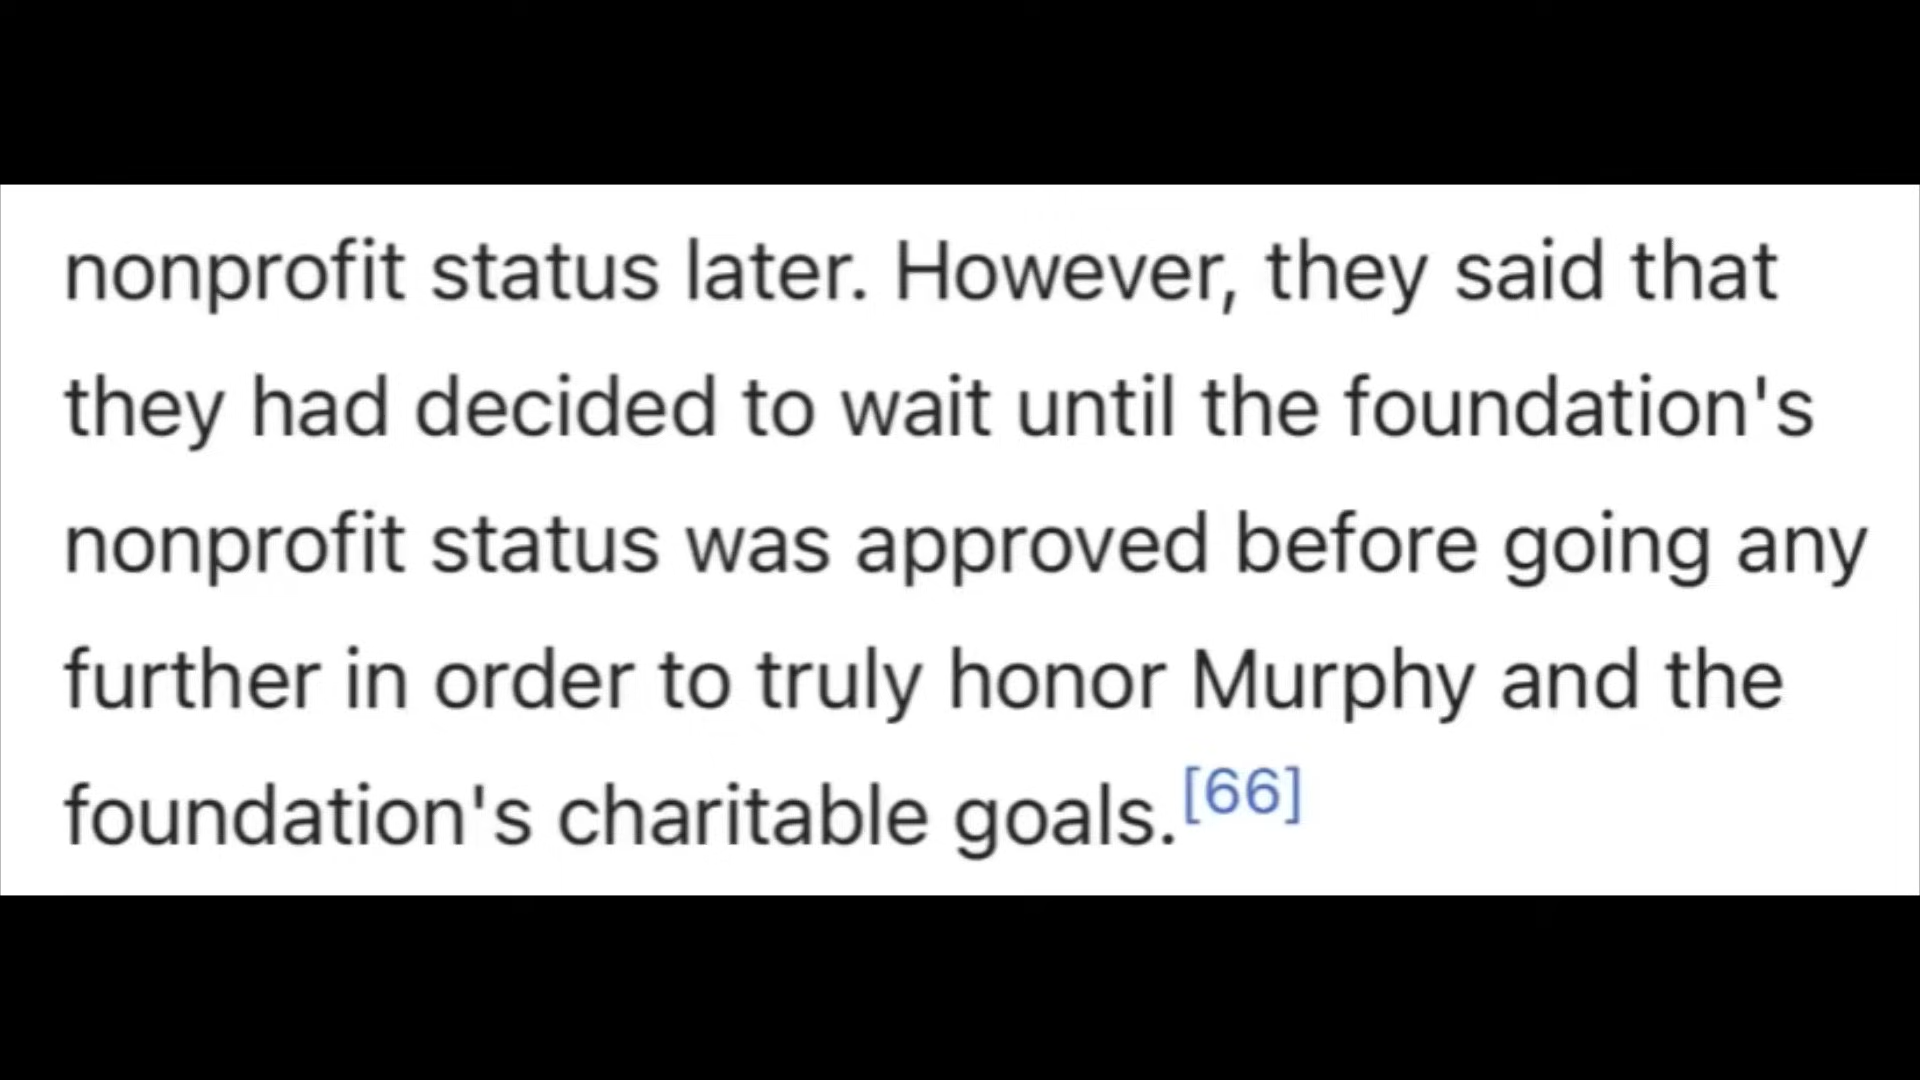 nonprofit status later. However, they said that
they had decided to wait until the foundation's
nonprofit status was approved before going any
further in order to truly honor Murphy and the
foundation's charitable goals.[66]